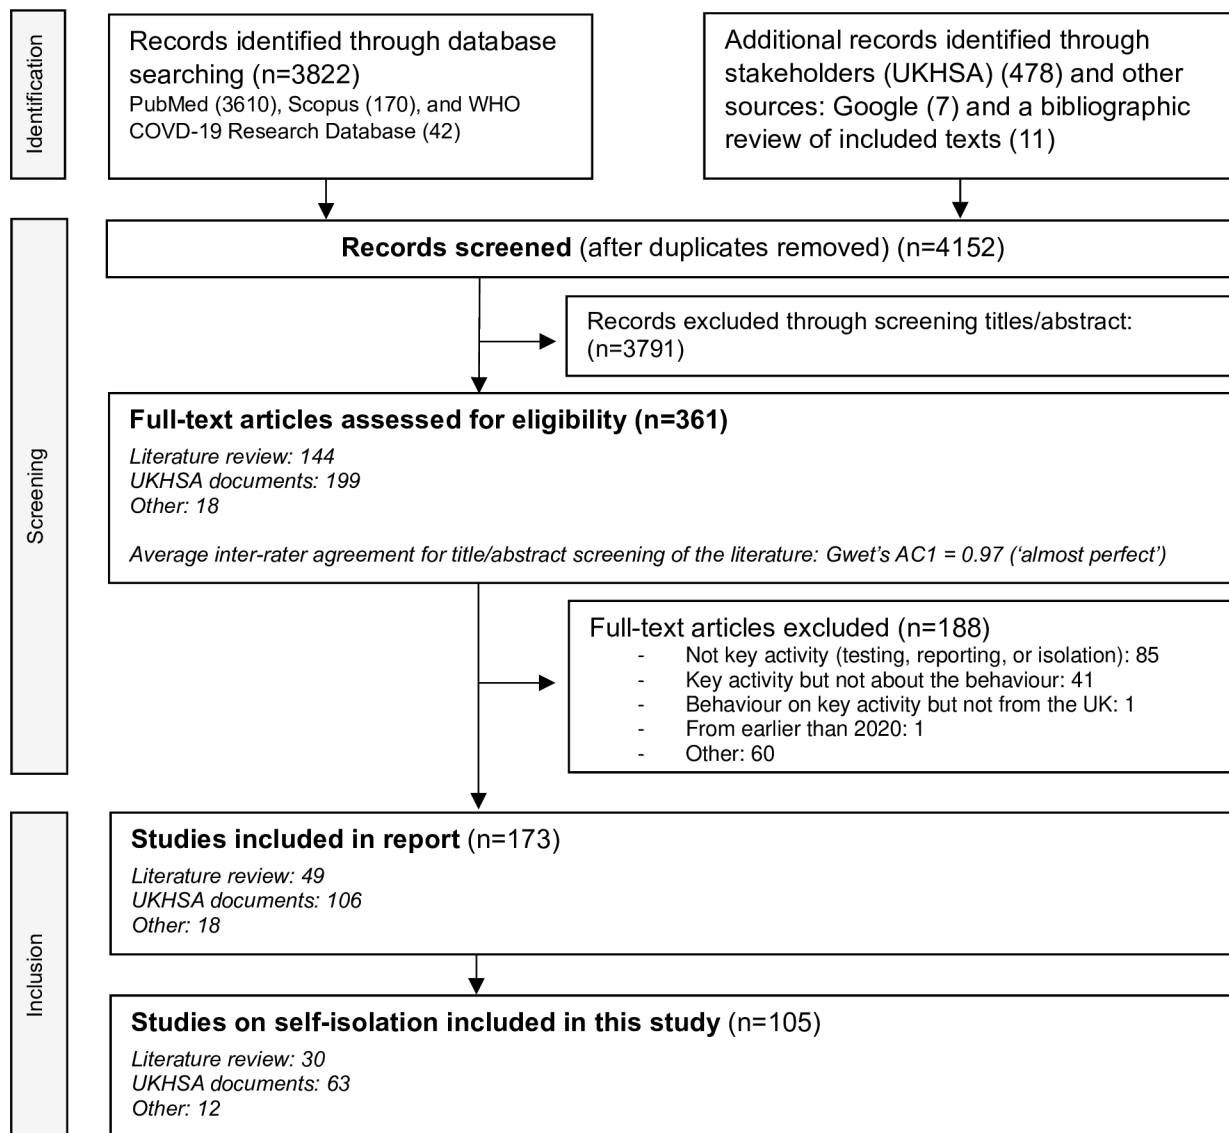 Identification
Records identified through database
searching (n=3822)
PubMed (3610), Scopus (170), and WHO
COVD-19 Research Database (42)
Additional records identified through
stakeholders (UKHSA) (478) and other
sources: Google (7) and a bibliographic
review of included texts (11)
Screening
Records screened (after duplicates removed) (n=4152)
Records excluded through screening titles/abstract:
(n=3791)
Full-text articles assessed for eligibility (n=361)
Literature review: 144
UKHSA documents: 199
Other: 18
Average inter-rater agreement for title/abstract screening of the literature: Gwet's AC1 = 0.97 ('almost perfect')
Full-text articles excluded (n=188)
- Not key activity (testing, reporting, or isolation): 85
- Key activity but not about the behaviour: 41
- Behaviour on key activity but not from the UK: 1
- From earlier than 2020: 1
- Other: 60
Inclusion
Studies included in report (n=173)
Literature review: 49
UKHSA documents: 106
Other: 18
Studies on self-isolation included in this study (n=105)
Literature review: 30
UKHSA documents: 63
Other: 12